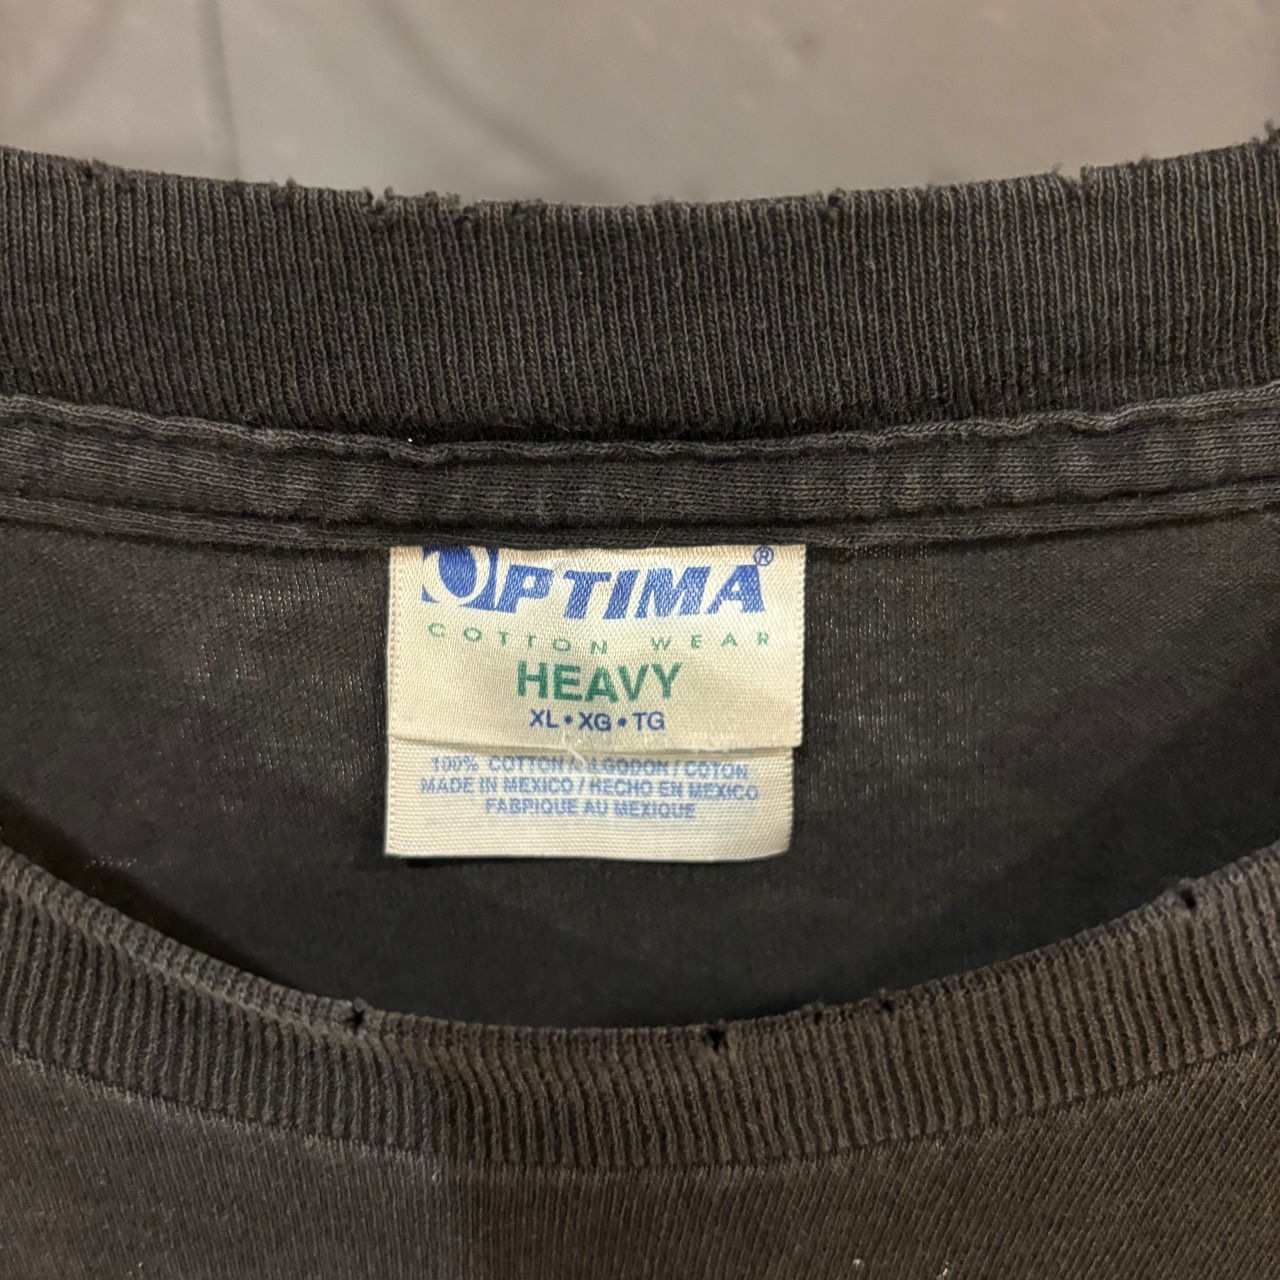 OPTIMA®
COTTON WEAR
HEAVY
XL • XG • TG
100% COTTON / ALGODON / COTON
MADE IN MEXICO / HECHO EN MEXICO
FABRIQUE AU MEXIQUE